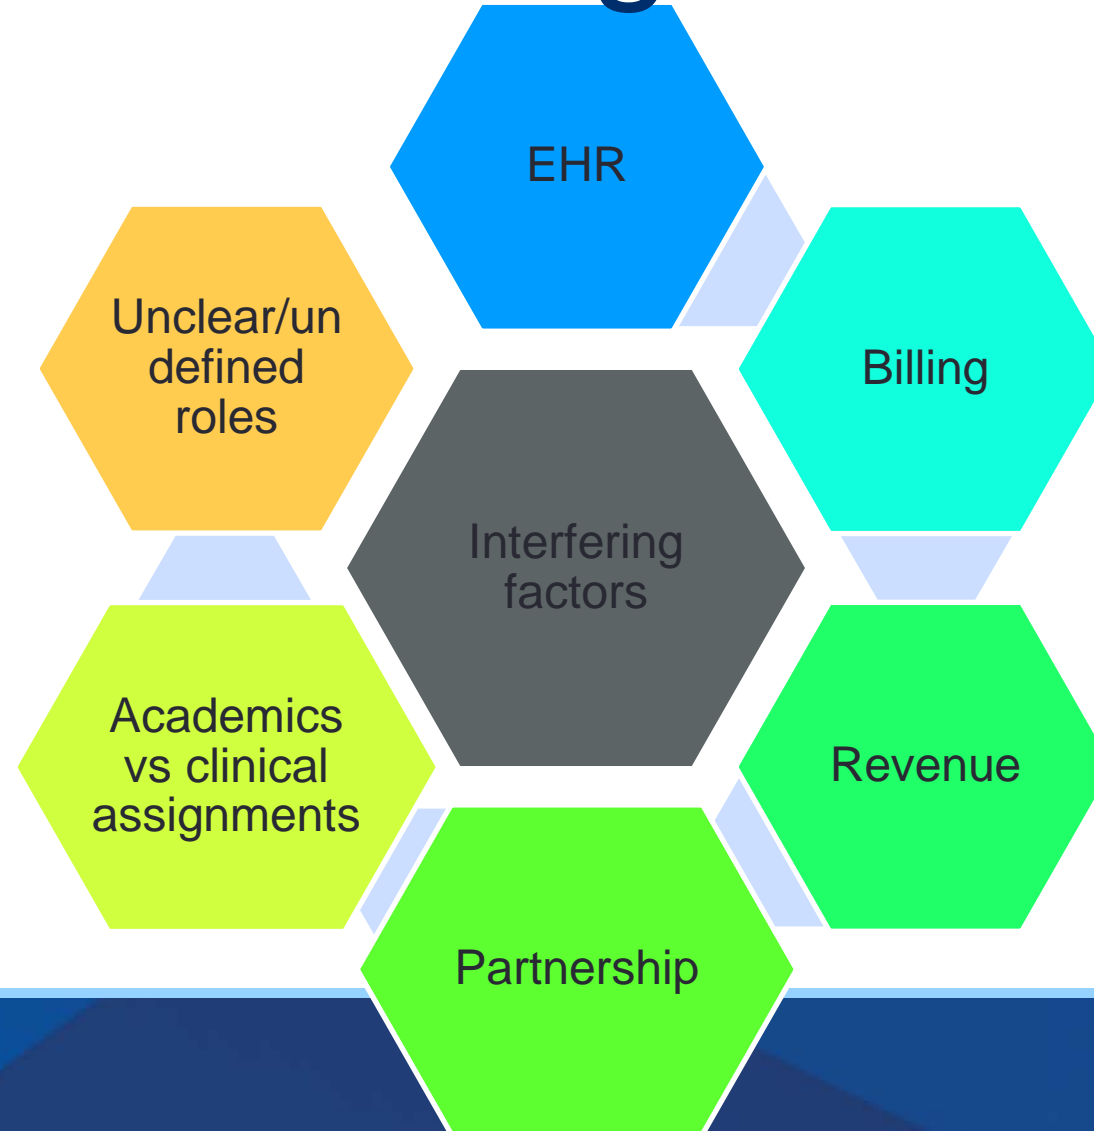 EHR
Unclear/un
defined
roles
Billing
Interfering
factors
Academics
vs clinical
assignments
Revenue
Partnership